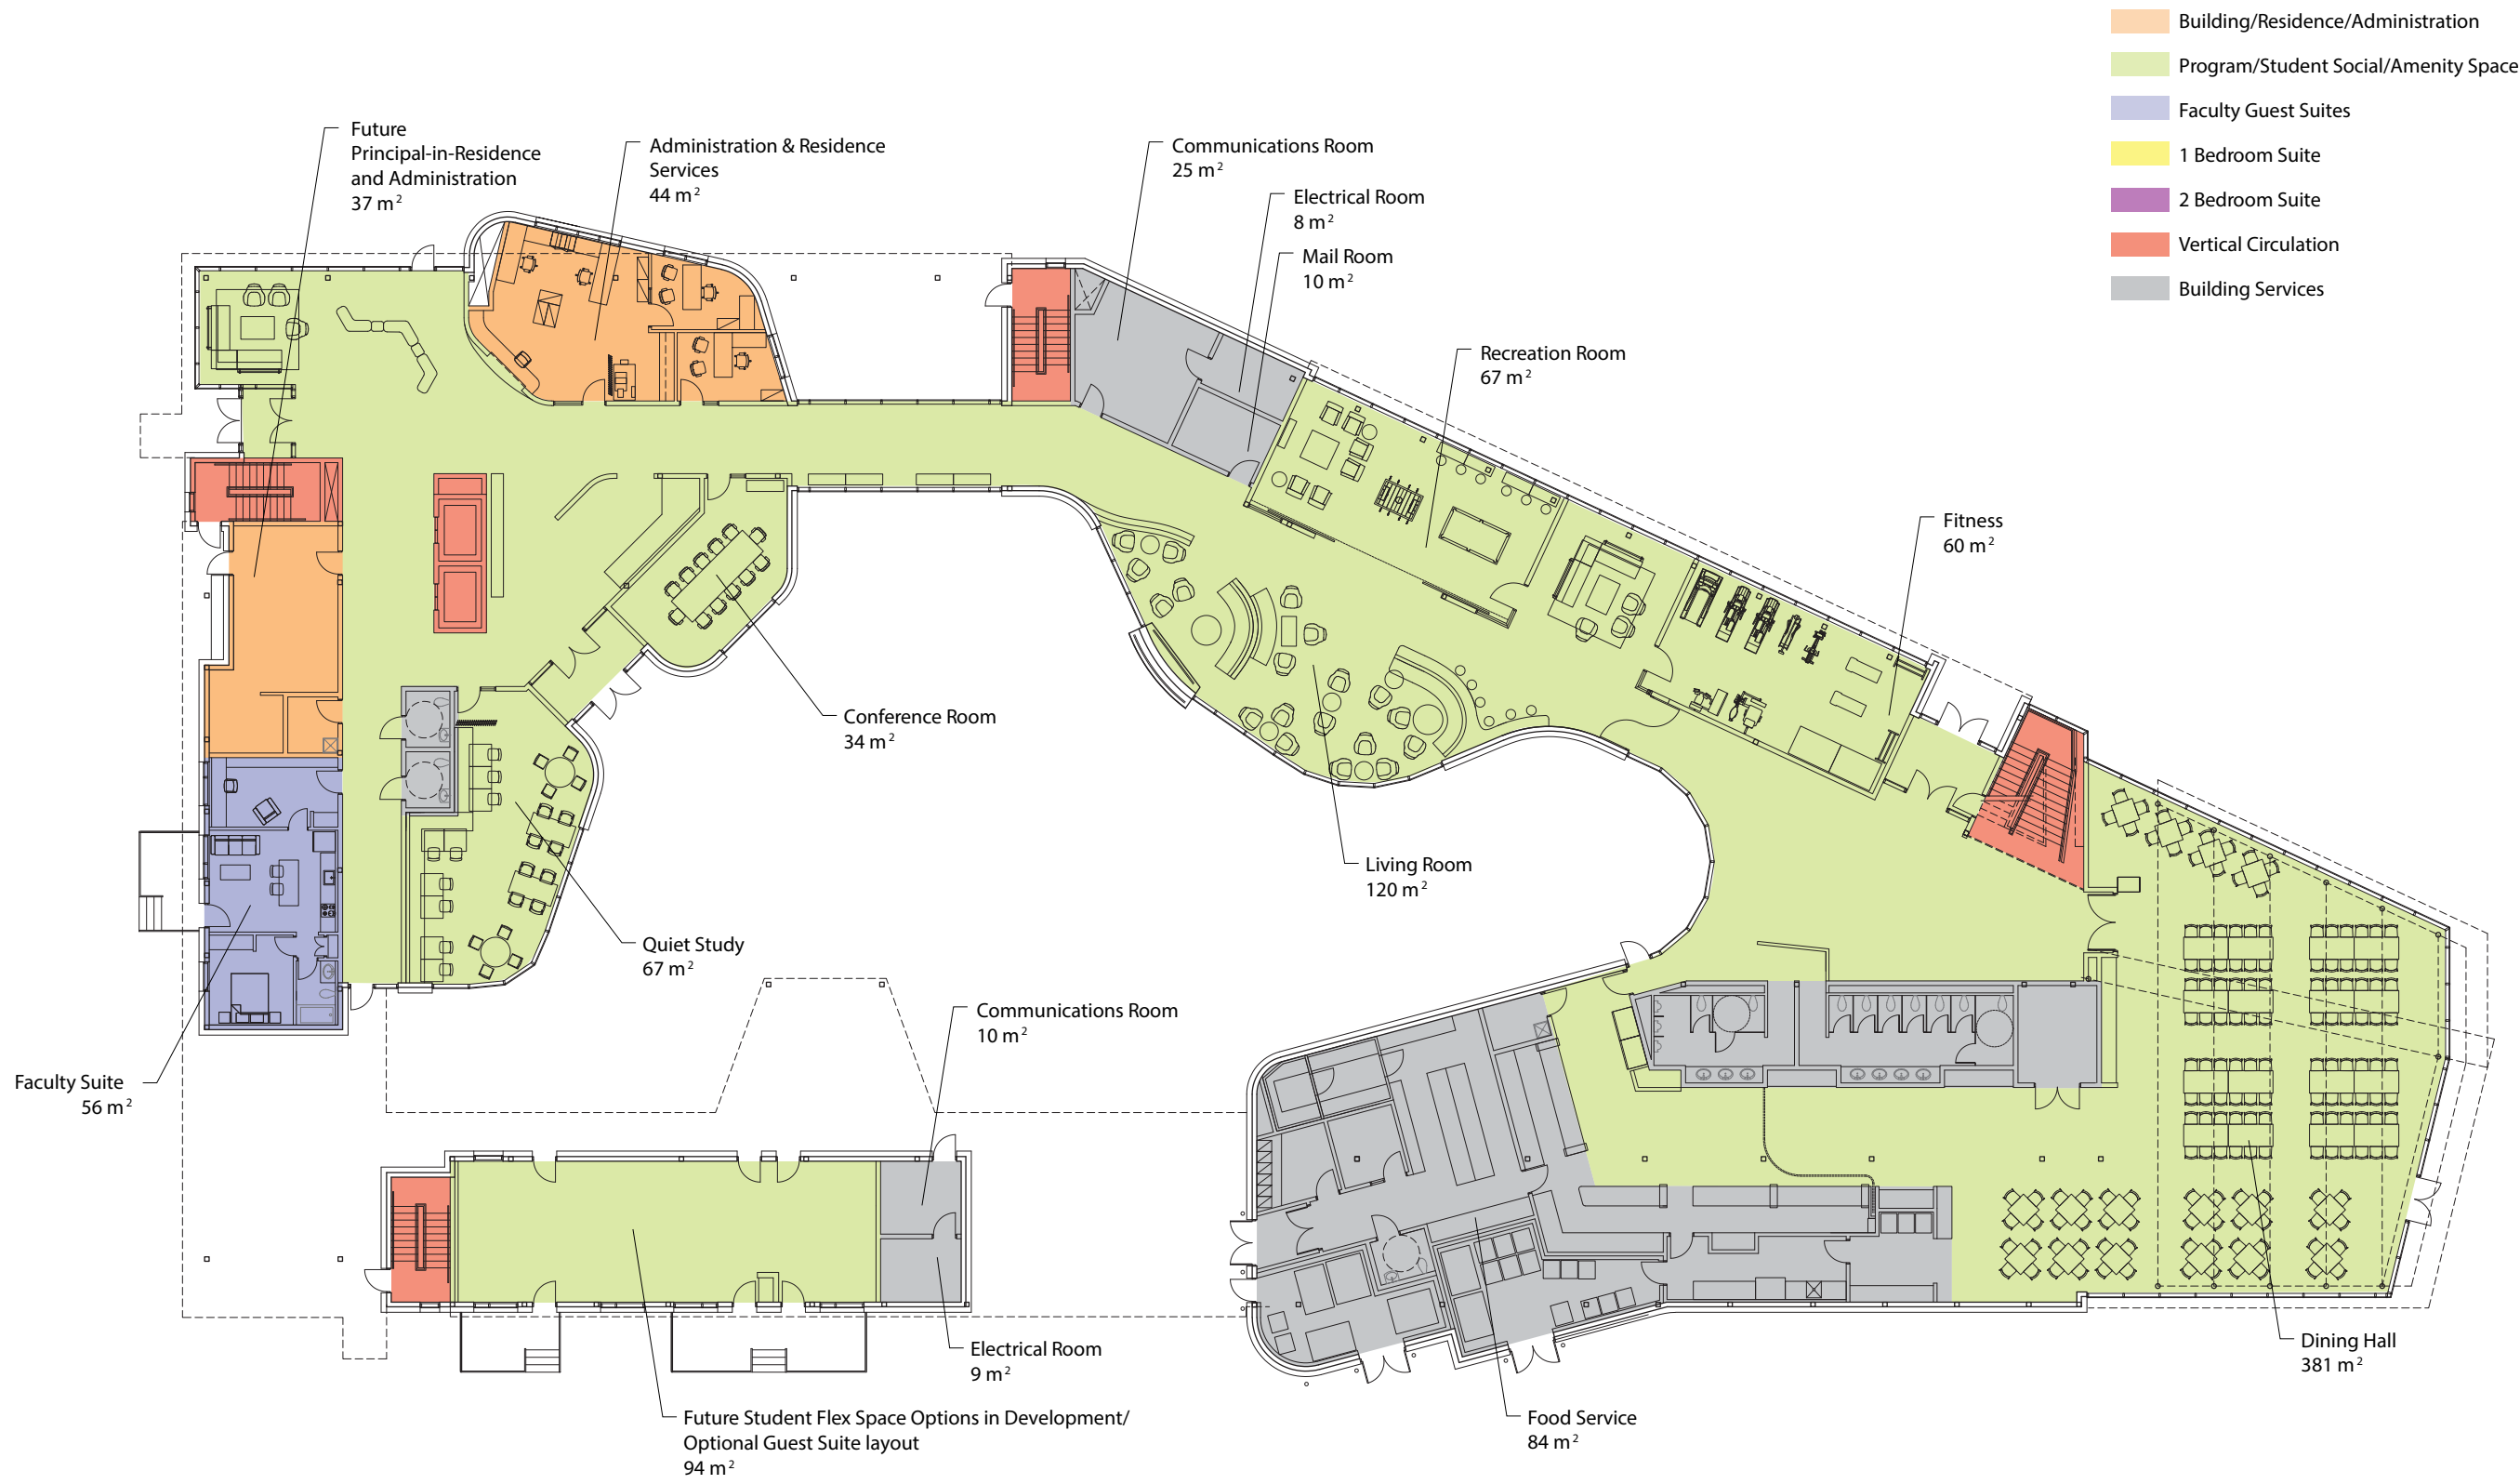 Building/Residence/Administration
Program/Student Social/Amenity Space
Faculty Guest Suites
1 Bedroom Suite
2 Bedroom Suite
Vertical Circulation
Building Services
Future
Principal-in-Residence
and Administration
37 m²
Administration & Residence
Services
44 m²
Communications Room
25 m²
Electrical Room
8 m²
Mail Room
10 m²
Recreation Room
67 m²
Fitness
60 m²
Conference Room
34 m²
Living Room
120 m²
Quiet Study
67 m²
Communications Room
10 m²
Faculty Suite
56 m²
Electrical Room
9 m²
Dining Hall
381 m²
Future Student Flex Space Options in Development/
Optional Guest Suite layout
94 m²
Food Service
84 m²